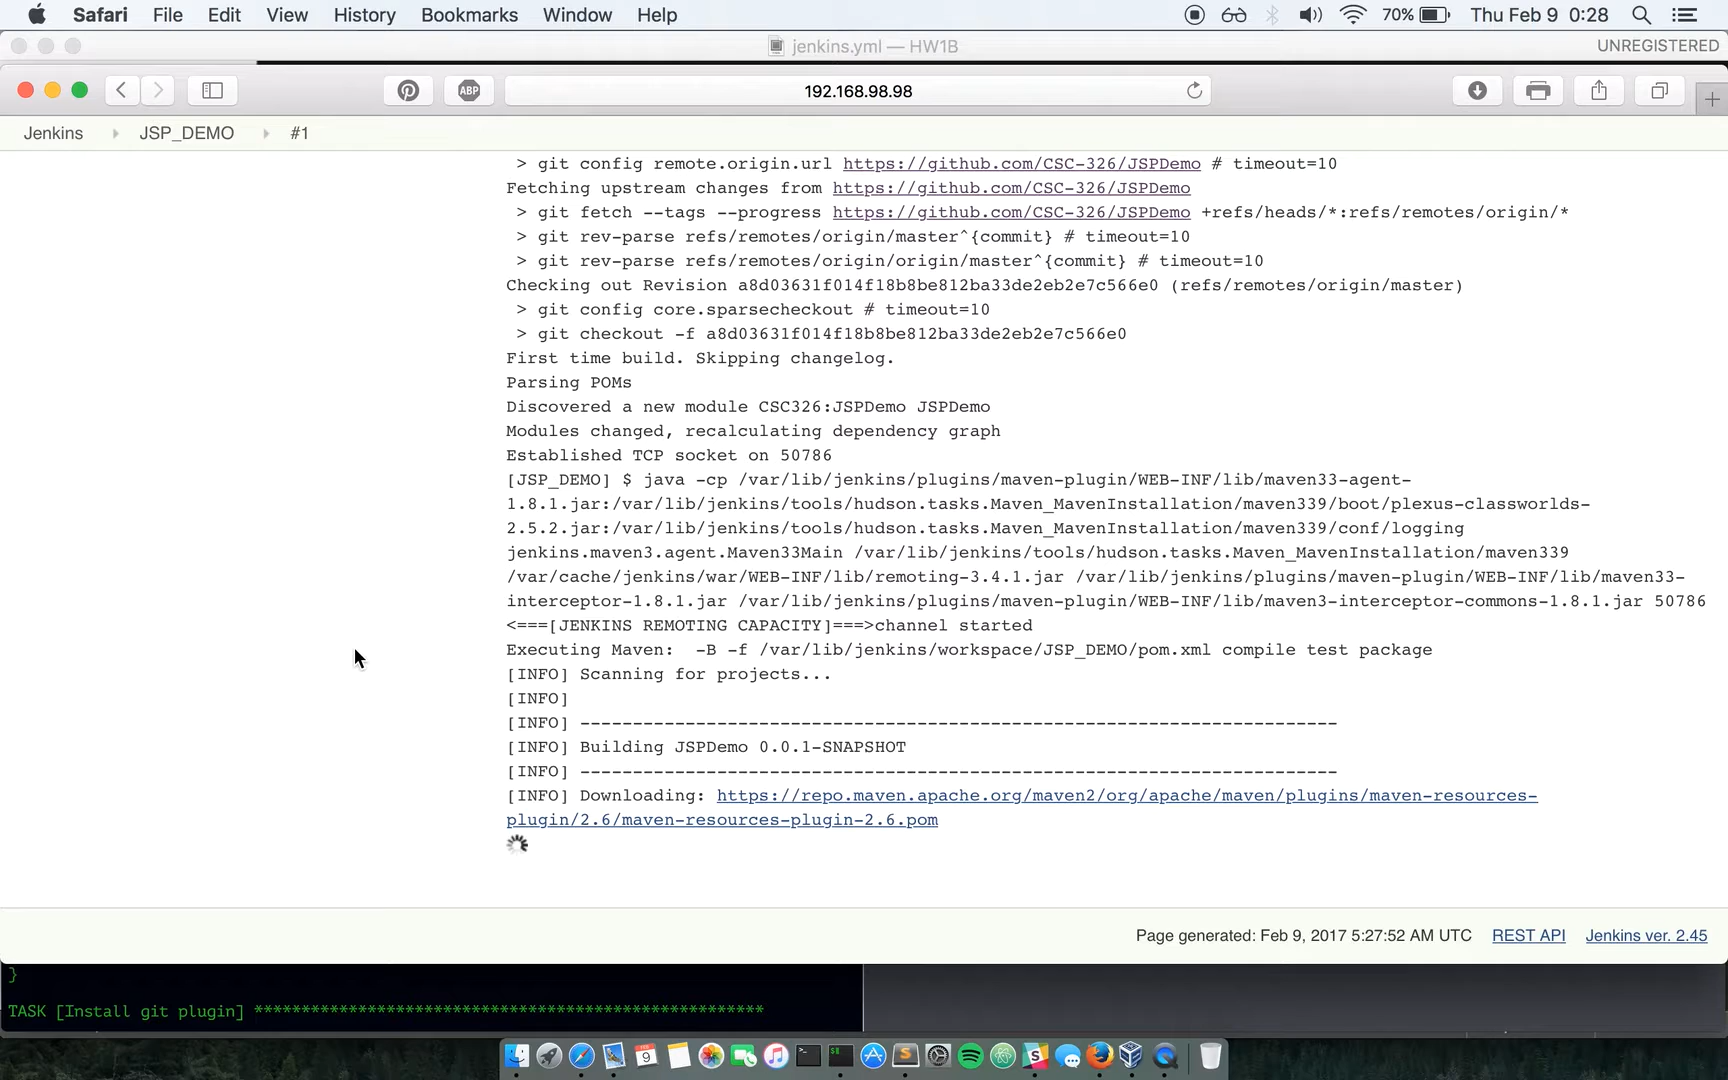 Safari File Edit View History Bookmarks Window Help 70% Thu Feb 9 0:28
jenkins.yml — HW1B UNREGISTERED
ABP 192.168.98.98
Jenkins JSP_DEMO #1
> git config remote.origin.url https://github.com/CSC-326/JSPDemo # timeout=10
Fetching upstream changes from https://github.com/CSC-326/JSPDemo
> git fetch --tags --progress https://github.com/CSC-326/JSPDemo +refs/heads/*:refs/remotes/origin/*
> git rev-parse refs/remotes/origin/master^{commit} # timeout=10
> git rev-parse refs/remotes/origin/origin/master^{commit} # timeout=10
Checking out Revision a8d03631f014f18b8be812ba33de2eb2e7c566e0 (refs/remotes/origin/master)
> git config core.sparsecheckout # timeout=10
> git checkout -f a8d03631f014f18b8be812ba33de2eb2e7c566e0
First time build. Skipping changelog.
Parsing POMs
Discovered a new module CSC326:JSPDemo JSPDemo
Modules changed, recalculating dependency graph
Established TCP socket on 50786
[JSP_DEMO] $ java -cp /var/lib/jenkins/plugins/maven-plugin/WEB-INF/lib/maven33-agent-
1.8.1.jar:/var/lib/jenkins/tools/hudson.tasks.Maven_MavenInstallation/maven339/boot/plexus-classworlds-
2.5.2.jar:/var/lib/jenkins/tools/hudson.tasks.Maven_MavenInstallation/maven339/conf/logging
jenkins.maven3.agent.Maven33Main /var/lib/jenkins/tools/hudson.tasks.Maven_MavenInstallation/maven339
/var/cache/jenkins/war/WEB-INF/lib/remoting-3.4.1.jar /var/lib/jenkins/plugins/maven-plugin/WEB-INF/lib/maven33-
interceptor-1.8.1.jar /var/lib/jenkins/plugins/maven-plugin/WEB-INF/lib/maven3-interceptor-commons-1.8.1.jar 50786
<===[JENKINS REMOTING CAPACITY]===>channel started
Executing Maven: -B -f /var/lib/jenkins/workspace/JSP_DEMO/pom.xml compile test package
[INFO] Scanning for projects...
[INFO]
[INFO] ------------------------------------------------------------------------
[INFO] Building JSPDemo 0.0.1-SNAPSHOT
[INFO] ------------------------------------------------------------------------
[INFO] Downloading: https://repo.maven.apache.org/maven2/org/apache/maven/plugins/maven-resources-
plugin/2.6/maven-resources-plugin-2.6.pom
Page generated: Feb 9, 2017 5:27:52 AM UTC REST API Jenkins ver. 2.45
}
TASK [Install git plugin] *************************************************